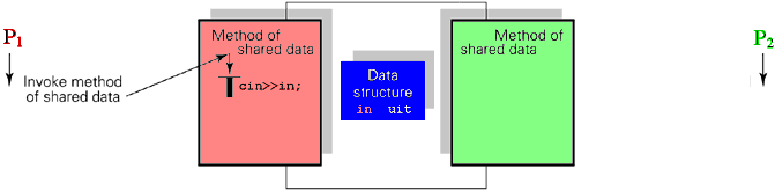 P1
Invoke method
of shared data
Method of
shared data
cin>>in;
Data
structure
in uit
Method of
shared data
P2